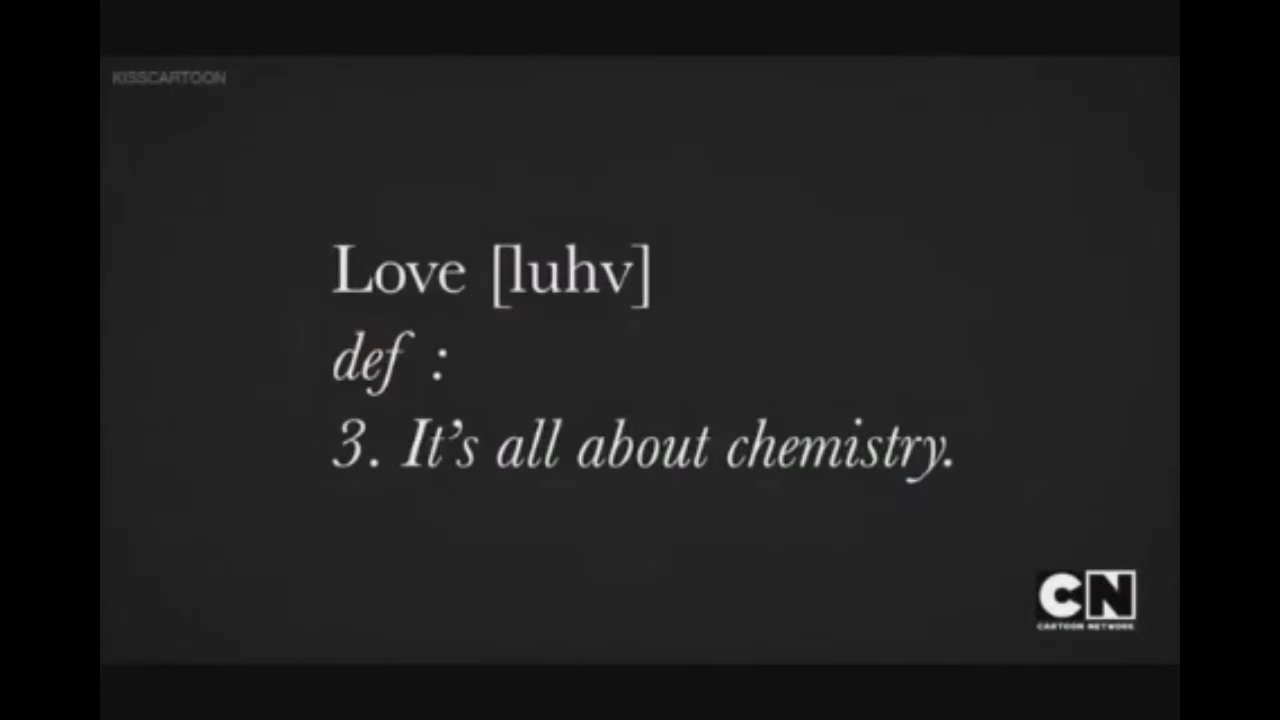 KISSCARTOON
Love [luhv]
def :
3. It’s all about chemistry.
CN
CARTOON NETWORK